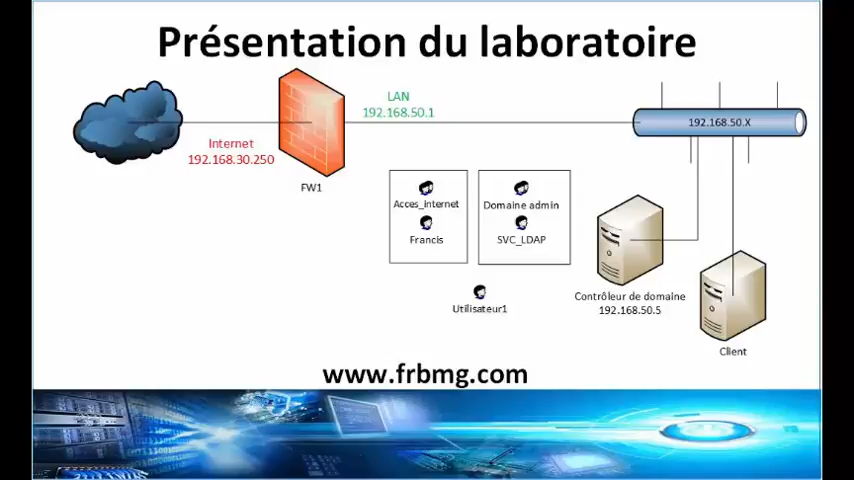 Présentation du laboratoire
LAN
192.168.50.1
192.168.50.X
Internet
192.168.30.250
FW1
Acces_internet
Domaine admin
Francis
SVC_LDAP
Contrôleur de domaine
192.168.50.5
Utilisateur1
Client
www.frbmg.com